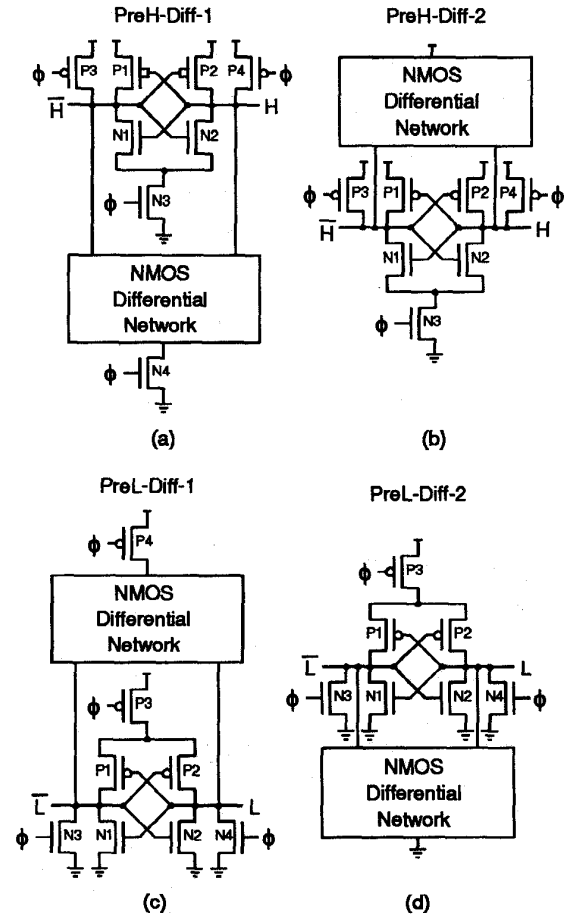 PreH-Diff-1
ϕ P3 P1 P2 P4 ϕ
H̅ H
N1 N2
ϕ N3
NMOS
Differential
Network
ϕ N4
(a)
PreH-Diff-2
NMOS
Differential
Network
ϕ P3 P1 P2 P4 ϕ
H̅ H
N1 N2
ϕ N3
(b)
PreL-Diff-1
ϕ P4
NMOS
Differential
Network
ϕ P3
P1 P2
L̅ L
ϕ N3 N1 N2 N4 ϕ
(c)
PreL-Diff-2
ϕ P3
P1 P2
L̅ L
ϕ N3 N1 N2 N4 ϕ
NMOS
Differential
Network
(d)